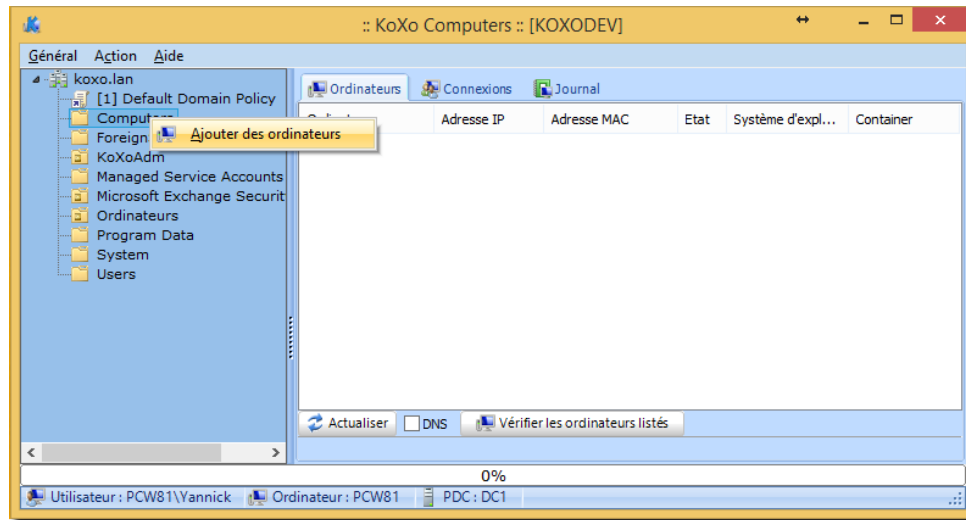 :: KoXo Computers :: [KOXODEV]
Général Action Aide
koxo.lan
[1] Default Domain Policy
Computers
Ajouter des ordinateurs
Foreign
KoXoAdm
Managed Service Accounts
Microsoft Exchange Securit
Ordinateurs
Program Data
System
Users
Ordinateurs Connexions Journal
Adresse IP Adresse MAC Etat Système d'expl... Container
Actualiser DNS Vérifier les ordinateurs listés
0%
Utilisateur : PCW81\Yannick Ordinateur : PCW81 PDC : DC1